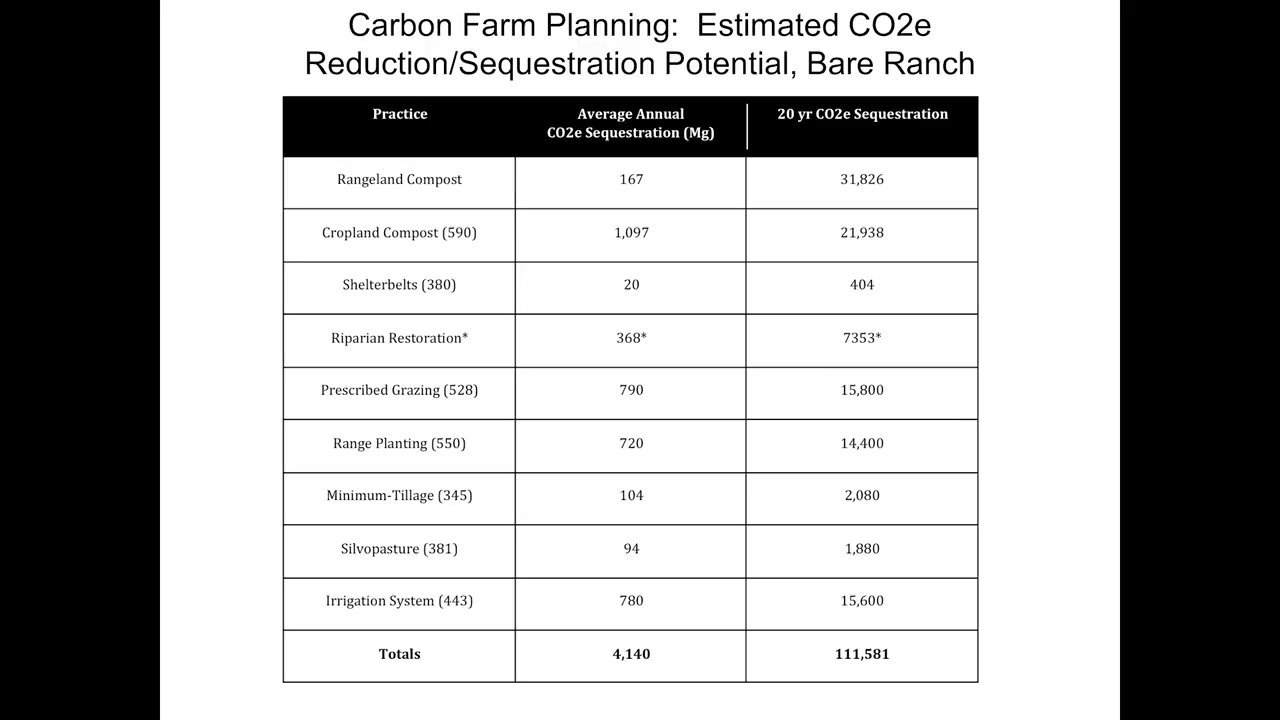 Carbon Farm Planning: Estimated CO2e
Reduction/Sequestration Potential, Bare Ranch
Practice Average Annual CO2e Sequestration (Mg) 20 yr CO2e Sequestration
Rangeland Compost 167 31,826
Cropland Compost (590) 1,097 21,938
Shelterbelts (380) 20 404
Riparian Restoration* 368* 7353*
Prescribed Grazing (528) 790 15,800
Range Planting (550) 720 14,400
Minimum-Tillage (345) 104 2,080
Silvopasture (381) 94 1,880
Irrigation System (443) 780 15,600
Totals 4,140 111,581